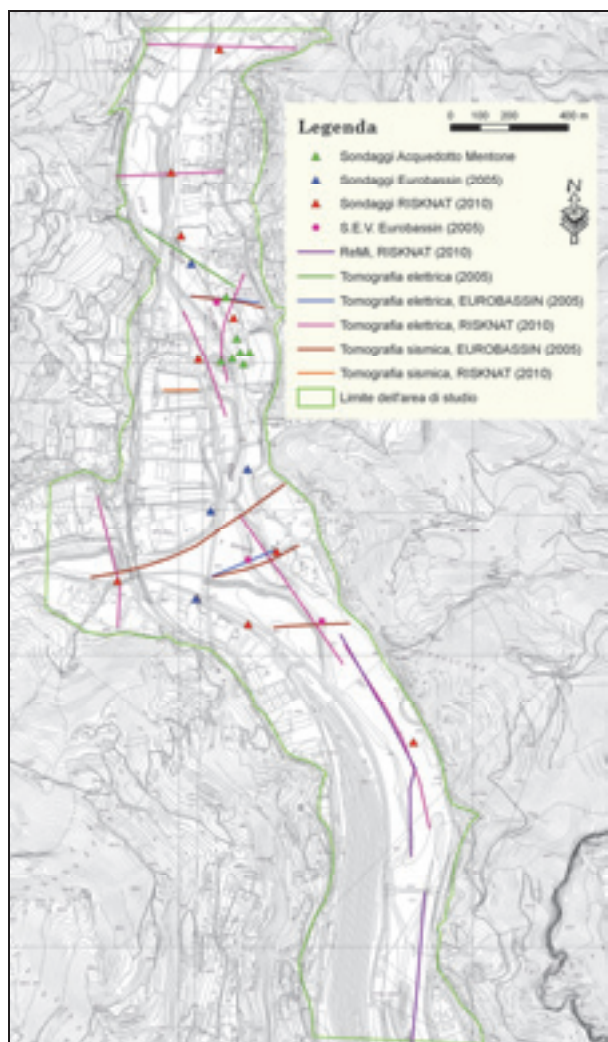 Legenda
0 100 200 400 m
N
Sondaggi Acquedotto Mentone
Sondaggi Eurobassin (2005)
Sondaggi RISKNAT (2010)
S.E.V. Eurobassin (2005)
ReMi, RISKNAT (2010)
Tomografia elettrica (2005)
Tomografia elettrica, EUROBASSIN (2005)
Tomografia elettrica, RISKNAT (2010)
Tomografia sismica, EUROBASSIN (2005)
Tomografia sismica, RISKNAT (2010)
Limite dell'area di studio